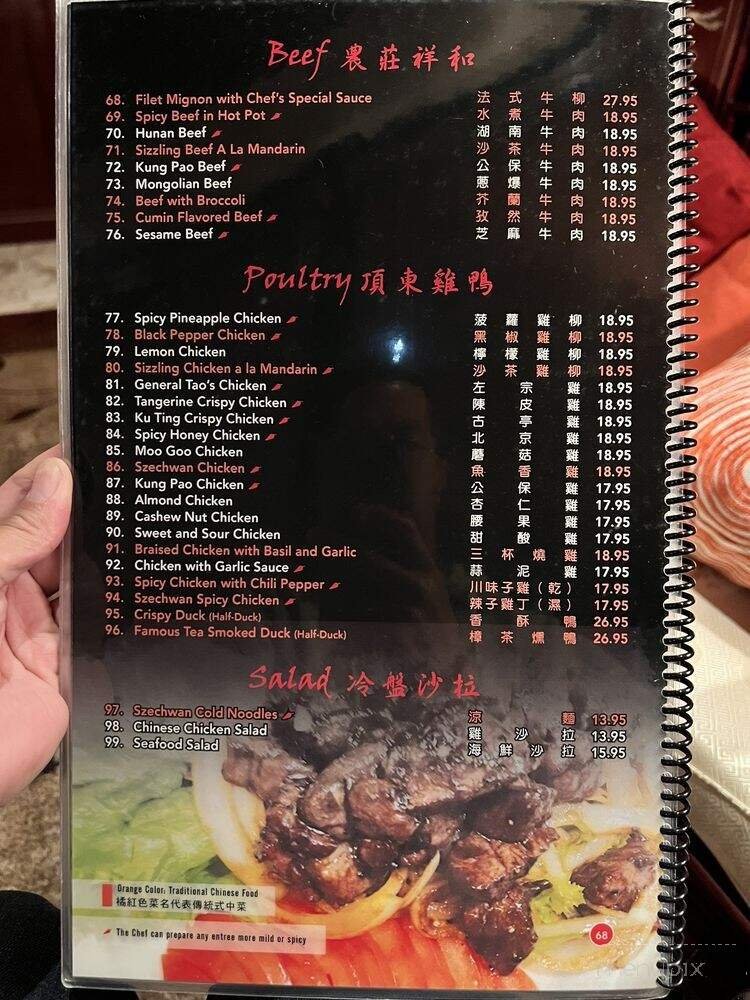 Beef 農莊祥和
68. Filet Mignon with Chef's Special Sauce 法式牛柳 27.95
69. Spicy Beef in Hot Pot 水煮牛肉 18.95
70. Hunan Beef 湖南牛肉 18.95
71. Sizzling Beef A La Mandarin 沙茶牛肉 18.95
72. Kung Pao Beef 公保牛肉 18.95
73. Mongolian Beef 蔥爆牛肉 18.95
74. Beef with Broccoli 芥蘭牛肉 18.95
75. Cumin Flavored Beef 孜然牛肉 18.95
76. Sesame Beef 芝麻牛肉 18.95
Poultry 頂東雞鴨
77. Spicy Pineapple Chicken 菠蘿雞柳 18.95
78. Black Pepper Chicken 黑椒雞柳 18.95
79. Lemon Chicken 檸檬雞柳 18.95
80. Sizzling Chicken a la Mandarin 沙茶雞柳 18.95
81. General Tao's Chicken 左宗雞 18.95
82. Tangerine Crispy Chicken 陳皮雞 18.95
83. Ku Ting Crispy Chicken 古亭雞 18.95
84. Spicy Honey Chicken 北京雞 18.95
85. Moo Goo Chicken 蘑菇雞 18.95
86. Szechwan Chicken 魚香雞 18.95
87. Kung Pao Chicken 公保雞 17.95
88. Almond Chicken 杏仁雞 17.95
89. Cashew Nut Chicken 腰果雞 17.95
90. Sweet and Sour Chicken 甜酸雞 17.95
91. Braised Chicken with Basil and Garlic 三杯燒雞 18.95
92. Chicken with Garlic Sauce 蒜泥雞 17.95
93. Spicy Chicken with Chili Pepper 川味子雞(乾) 17.95
94. Szechwan Spicy Chicken 辣子雞丁(濕) 17.95
95. Crispy Duck (Half-Duck) 香酥鴨 26.95
96. Famous Tea Smoked Duck (Half-Duck) 樟茶燻鴨 26.95
Salad 冷盤沙拉
97. Szechwan Cold Noodles 涼麵 13.95
98. Chinese Chicken Salad 雞沙拉 13.95
99. Seafood Salad 海鮮沙拉 15.95
Orange Color: Traditional Chinese Food
橘紅色菜名代表傳統式中菜
The Chef can prepare any entree more mild or spicy
68